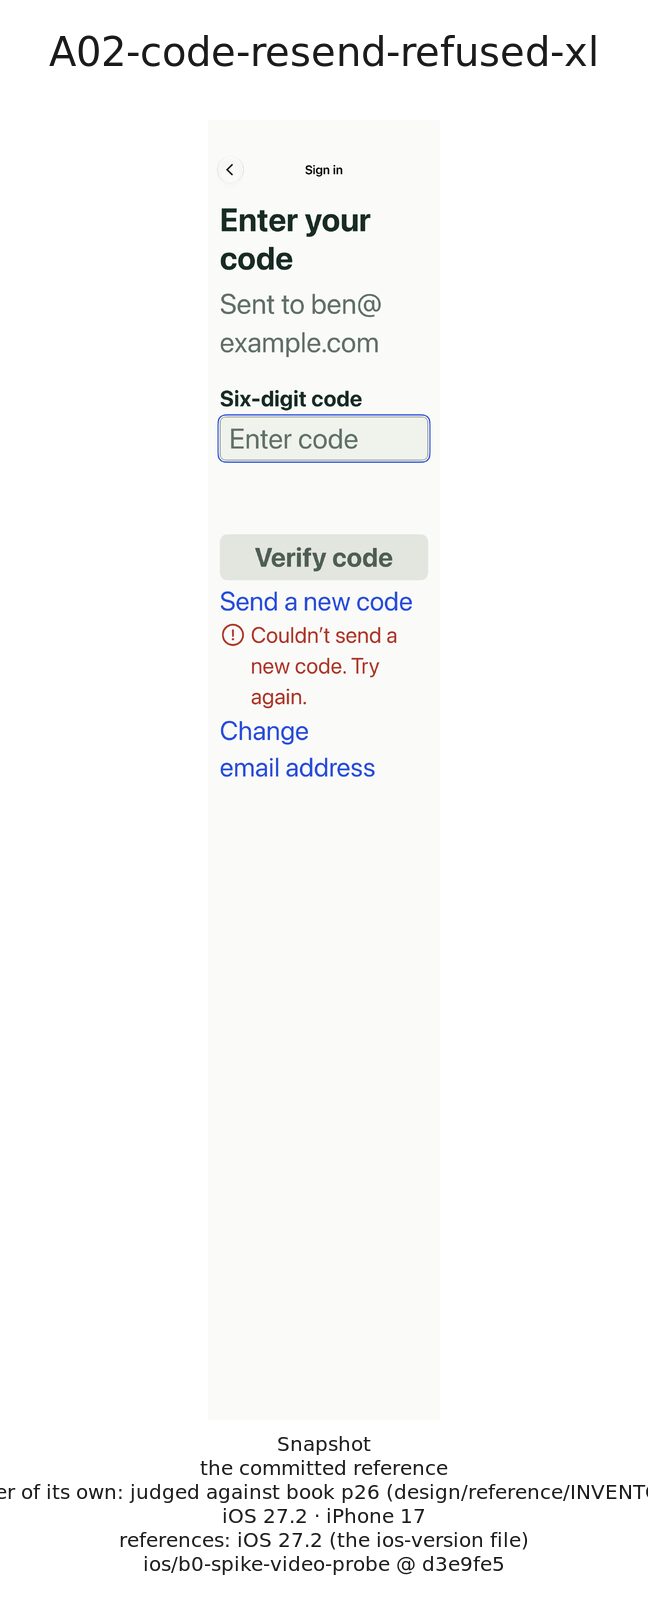 A02-code-resend-refused-xl
Sign in
Enter your
code
Sent to ben@
example.com
Six-digit code
Enter code
Verify code
Send a new code
Couldn’t send a
new code. Try
again.
Change
email address
Snapshot
the committed reference
of its own: judged against book p26 (design/reference/
iOS 27.2 · iPhone 17
references: iOS 27.2 (the ios-version file)
ios/b0-spike-video-probe @ d3e9fe5